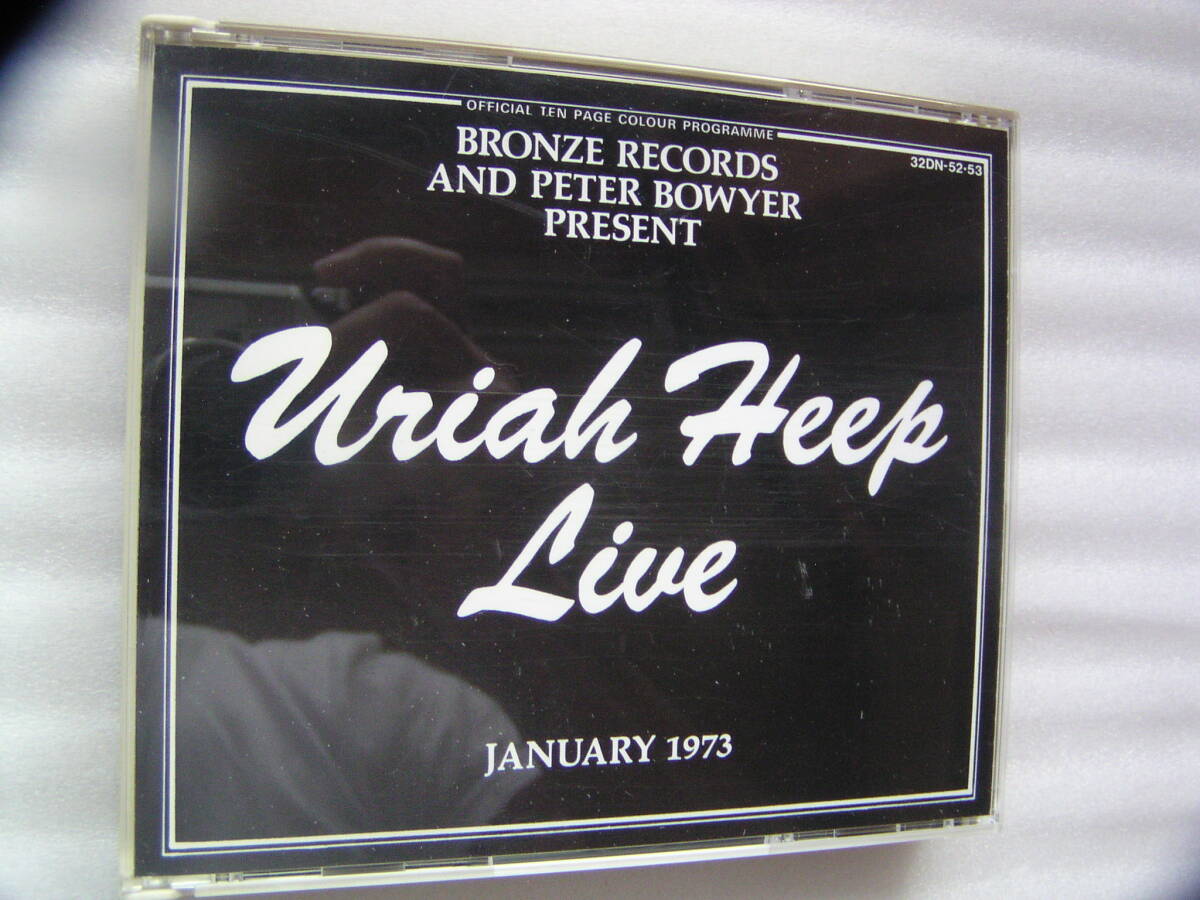 OFFICIAL TEN PAGE COLOUR PROGRAMME
BRONZE RECORDS
AND PETER BOWYER
PRESENT
32DN-52·53
Uriah Heep
Live
JANUARY 1973